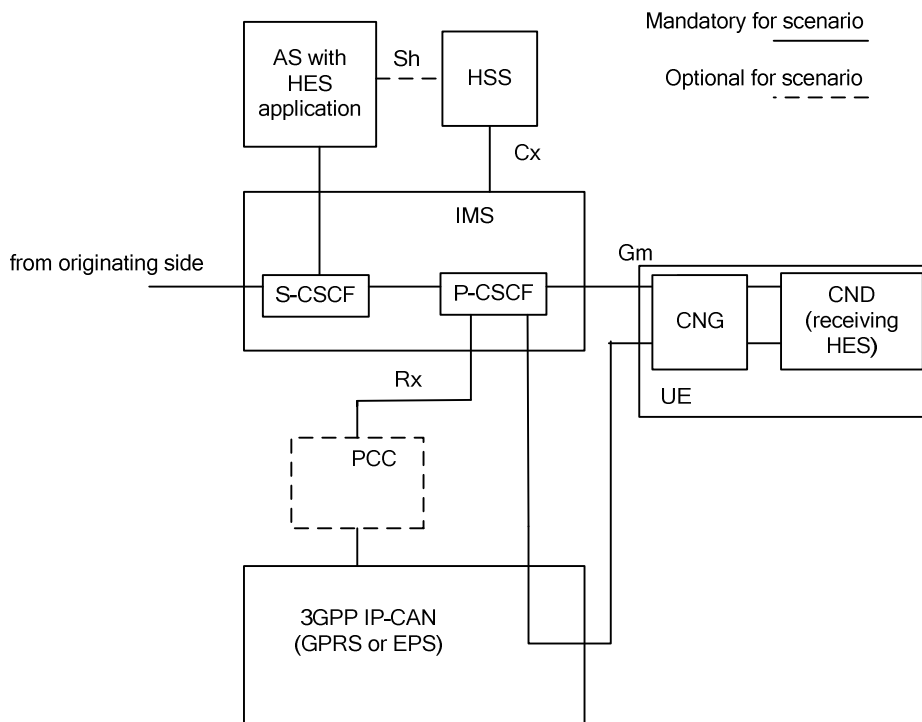 Mandatory for scenario
Optional for scenario
AS with
HES
application
Sh
HSS
Cx
IMS
from originating side
S-CSCF
P-CSCF
Gm
CNG
CND
(receiving
HES)
UE
Rx
PCC
3GPP IP-CAN
(GPRS or EPS)